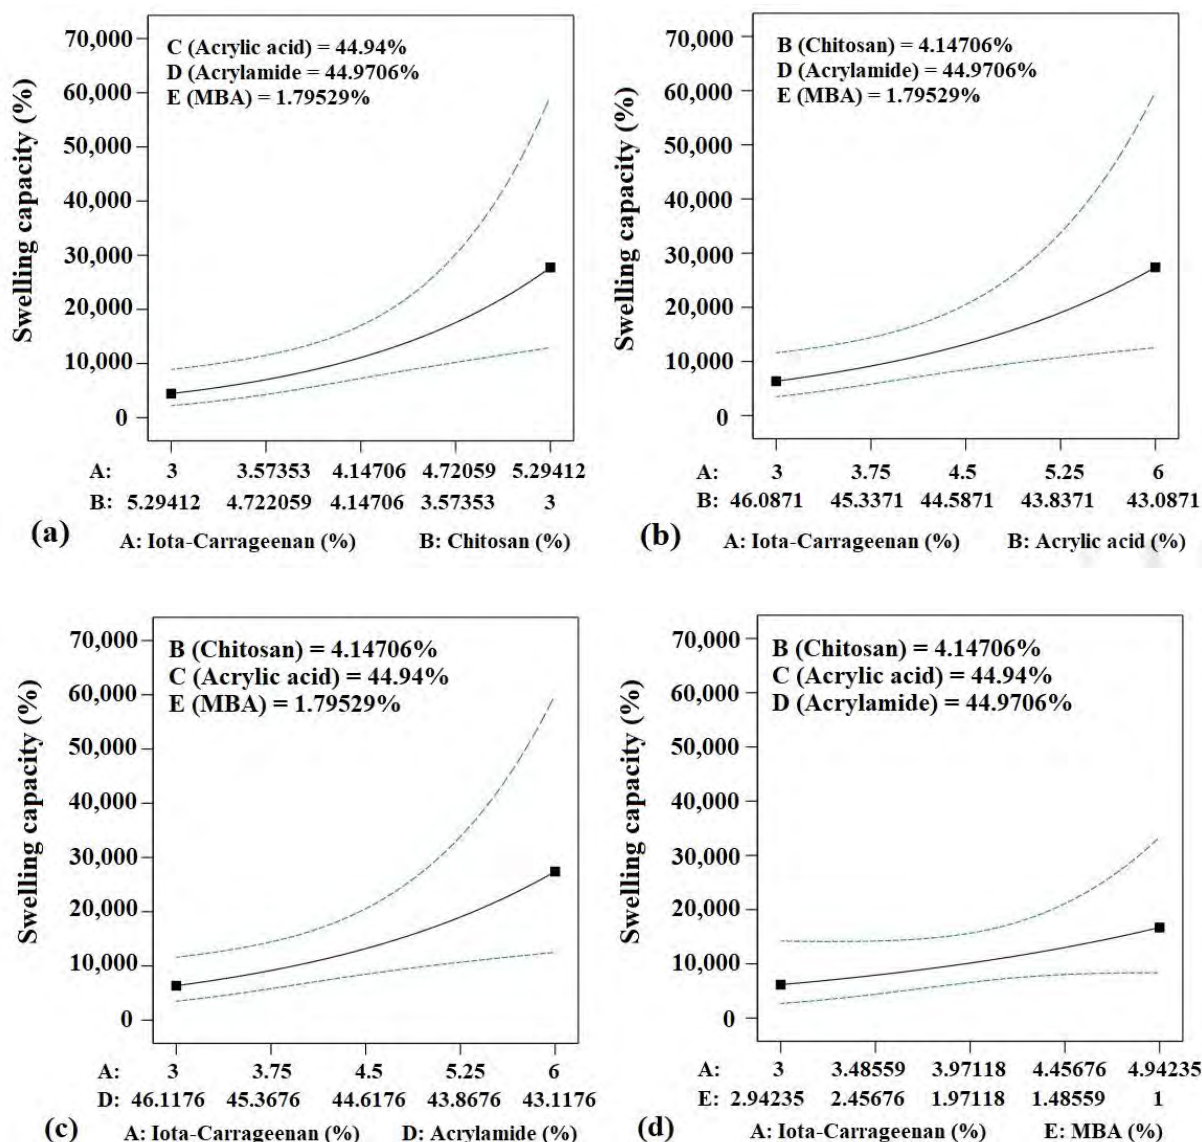 70,000
60,000
50,000
40,000
30,000
20,000
10,000
0
Swelling capacity (%)
C (Acrylic acid) = 44.94%
D (Acrylamide = 44.9706%
E (MBA) = 1.79529%
A: 3 3.57353 4.14706 4.72059 5.29412
B: 5.29412 4.722059 4.14706 3.57353 3
(a) A: Iota-Carrageenan (%) B: Chitosan (%)
70,000
60,000
50,000
40,000
30,000
20,000
10,000
0
Swelling capacity (%)
B (Chitosan) = 4.14706%
D (Acrylamide) = 44.9706%
E (MBA) = 1.79529%
A: 3 3.75 4.5 5.25 6
B: 46.0871 45.3371 44.5871 43.8371 43.0871
(b) A: Iota-Carrageenan (%) B: Acrylic acid (%)
70,000
60,000
50,000
40,000
30,000
20,000
10,000
0
Swelling capacity (%)
B (Chitosan) = 4.14706%
C (Acrylic acid) = 44.94%
E (MBA) = 1.79529%
A: 3 3.75 4.5 5.25 6
D: 46.1176 45.3676 44.6176 43.8676 43.1176
(c) A: Iota-Carrageenan (%) D: Acrylamide (%)
70,000
60,000
50,000
40,000
30,000
20,000
10,000
0
Swelling capacity (%)
B (Chitosan) = 4.14706%
C (Acrylic acid) = 44.94%
D (Acrylamide) = 44.9706%
A: 3 3.48559 3.97118 4.45676 4.94235
E: 2.94235 2.45676 1.97118 1.48559 1
(d) A: Iota-Carrageenan (%) E: MBA (%)